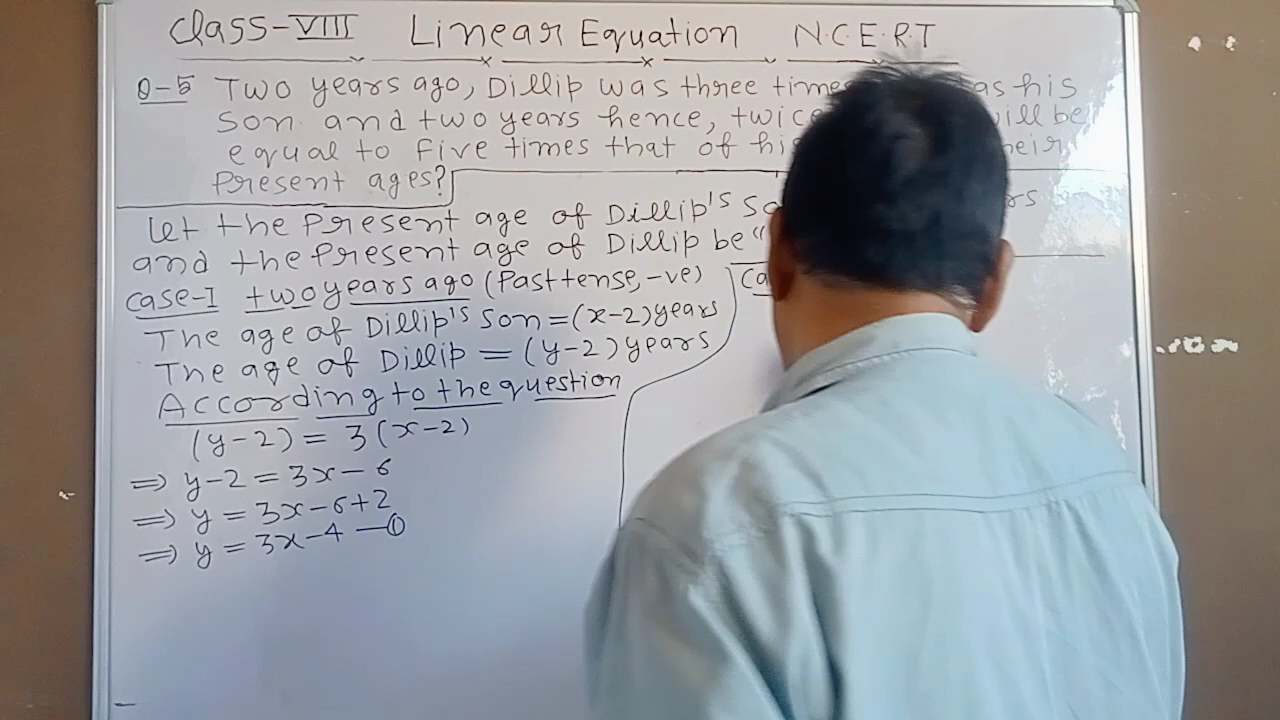 Class-VIII Linear Equation N.C.E.R.T
Q-5 Two years ago, Dillip was three times as his
son and two years hence, twice will be
equal to five times that of his
Present ages?
Let the Present age of Dillip's
and the Present age of Dillip be
Case-I two years ago (Past tense, -ve)
The age of Dillip's son = (x-2) years
The age of Dillip = (y-2) years
According to the question
(y-2) = 3(x-2)
⇒ y-2 = 3x-6
⇒ y = 3x-6+2
⇒ y = 3x-4 —①